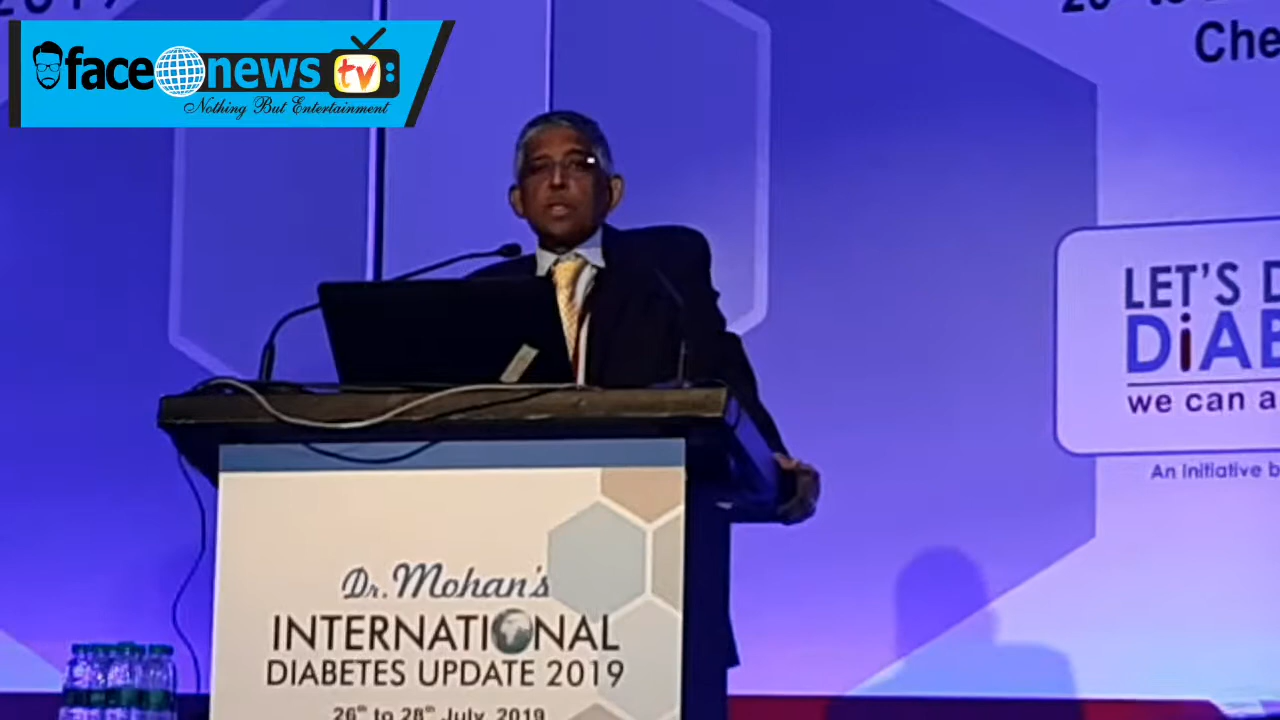 2019
face news tv:
Nothing But Entertainment
Che
LET'S D
DiAB
we can a
An Initiative b
Dr. Mohan's
INTERNATIONAL
DIABETES UPDATE 2019
26th to 28th July, 2019